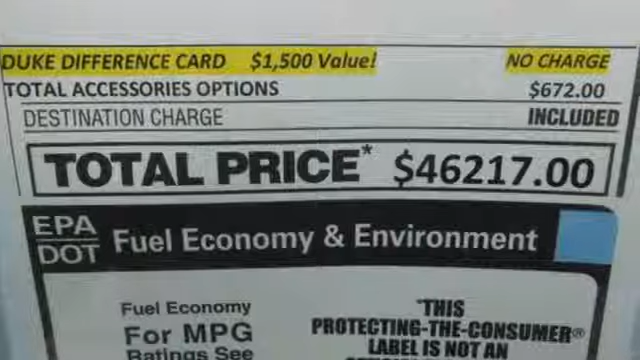 DUKE DIFFERENCE CARD $1,500 Value! NO CHARGE
TOTAL ACCESSORIES OPTIONS $672.00
DESTINATION CHARGE INCLUDED
TOTAL PRICE* $46217.00
EPA
DOT
Fuel Economy & Environment
Fuel Economy
For MPG
Ratings See
*THIS
PROTECTING-THE-CONSUMER®
LABEL IS NOT AN